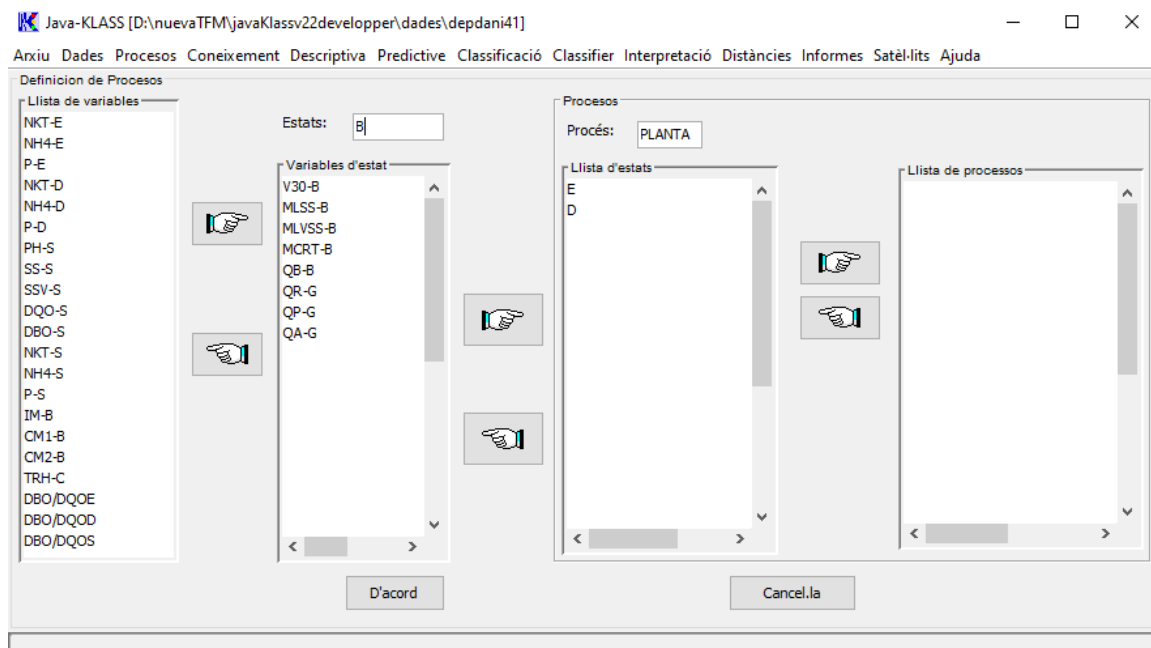 Java-KLASS [D:\nuevaTFM\javaKlassv22developper\dades\depdani41]
Arxiu Dades Procesos Coneixement Descriptiva Predictive Classificació Classifier Interpretació Distàncies Informes Satèl·lits Ajuda
Definicion de Procesos
Llista de variables
NKT-E
NH4-E
P-E
NKT-D
NH4-D
P-D
PH-S
SS-S
SSV-S
DQO-S
DBO-S
NKT-S
NH4-S
P-S
IM-B
CM1-B
CM2-B
TRH-C
DBO/DQOE
DBO/DQOD
DBO/DQOS
Estats: B
Variables d'estat
V30-B
MLSS-B
MLVSS-B
MCRT-B
QB-B
QR-G
QP-G
QA-G
Procesos
Procés: PLANTA
Llista d'estats
E
D
Llista de processos
D'acord
Cancel.la